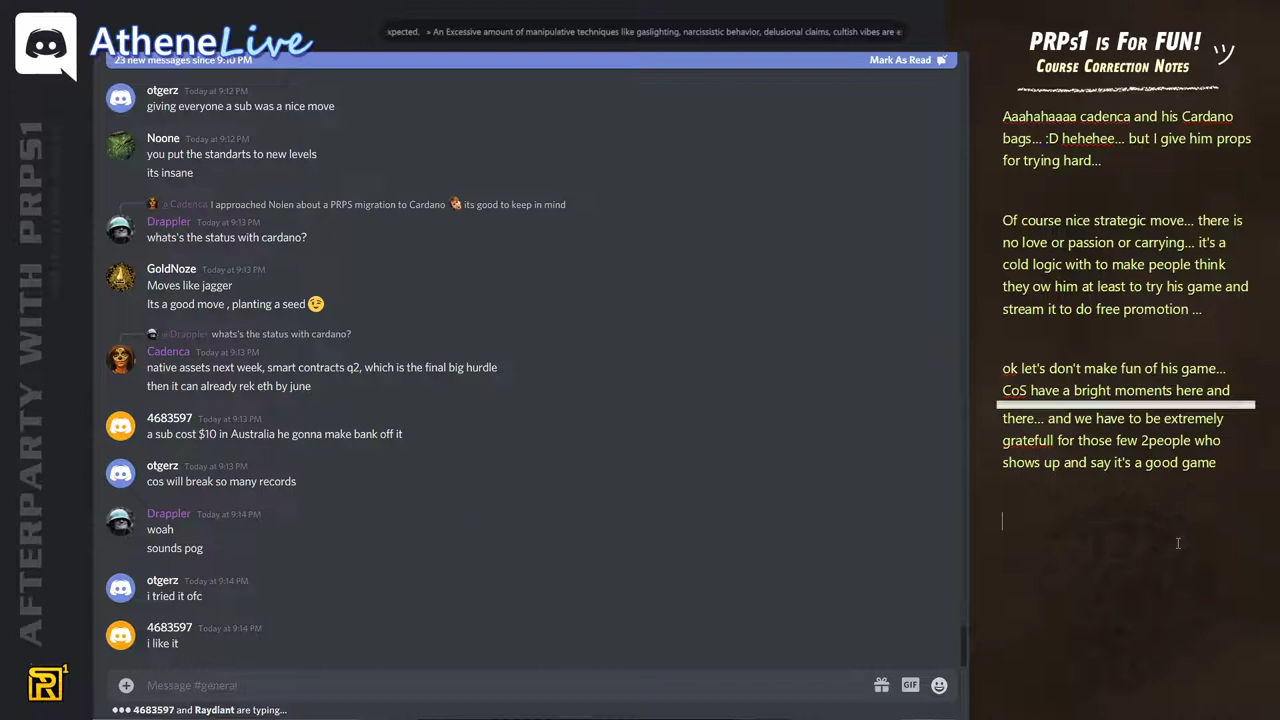 AtheneLive
xpected. » An Excessive amount of manipulative techniques like gaslighting, narcissistic behavior, delusional claims, cultish vibes are e
23 new messages since 9:10 PM
Mark As Read
otgerz Today at 9:12 PM
giving everyone a sub was a nice move
Noone Today at 9:12 PM
you put the standarts to new levels
its insane
Cadenca I approached Nolen about a PRPS migration to Cardano its good to keep in mind
Drappler Today at 9:13 PM
whats's the status with cardano?
GoldNoze Today at 9:13 PM
Moves like jagger
Its a good move , planting a seed 😉
Drappler whats's the status with cardano?
Cadenca Today at 9:13 PM
native assets next week, smart contracts q2, which is the final big hurdle
then it can already rek eth by june
4683597 Today at 9:13 PM
a sub cost $10 in Australia he gonna make bank off it
otgerz Today at 9:13 PM
cos will break so many records
Drappler Today at 9:14 PM
woah
sounds pog
otgerz Today at 9:14 PM
i tried it ofc
4683597 Today at 9:14 PM
i like it
Message #general
GIF
4683597 and Raydiant are typing...
AFTERPARTY WITH PRPS1
PRPs1 is For FUN!
Course Correction Notes
Aaahahaaaa cadenca and his Cardano
bags... :D hehehee... but I give him props
for trying hard...
Of course nice strategic move... there is
no love or passion or carrying... it's a
cold logic with to make people think
they ow him at least to try his game and
stream it to do free promotion ...
ok let's don't make fun of his game...
CoS have a bright moments here and
there... and we have to be extremely
gratefull for those few 2people who
shows up and say it's a good game